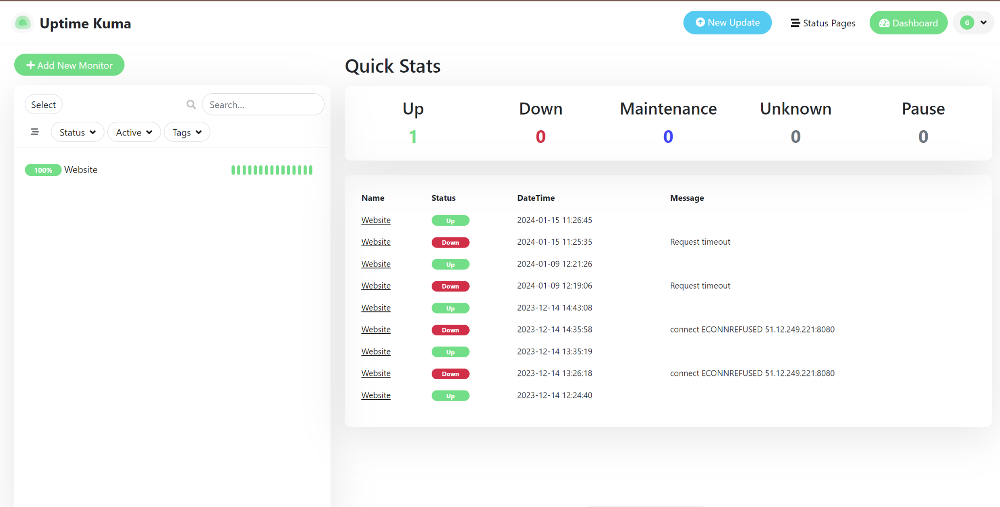 Uptime Kuma
New Update
Status Pages
Dashboard
G
Add New Monitor
Select
Search...
Status
Active
Tags
100% Website
Quick Stats
Up Down Maintenance Unknown Pause
1 0 0 0 0
Name Status DateTime Message
Website Up 2024-01-15 11:26:45
Website Down 2024-01-15 11:25:35 Request timeout
Website Up 2024-01-09 12:21:26
Website Down 2024-01-09 12:19:06 Request timeout
Website Up 2023-12-14 14:43:08
Website Down 2023-12-14 14:35:58 connect ECONNREFUSED 51.12.249.221:8080
Website Up 2023-12-14 13:35:19
Website Down 2023-12-14 13:26:18 connect ECONNREFUSED 51.12.249.221:8080
Website Up 2023-12-14 12:24:40